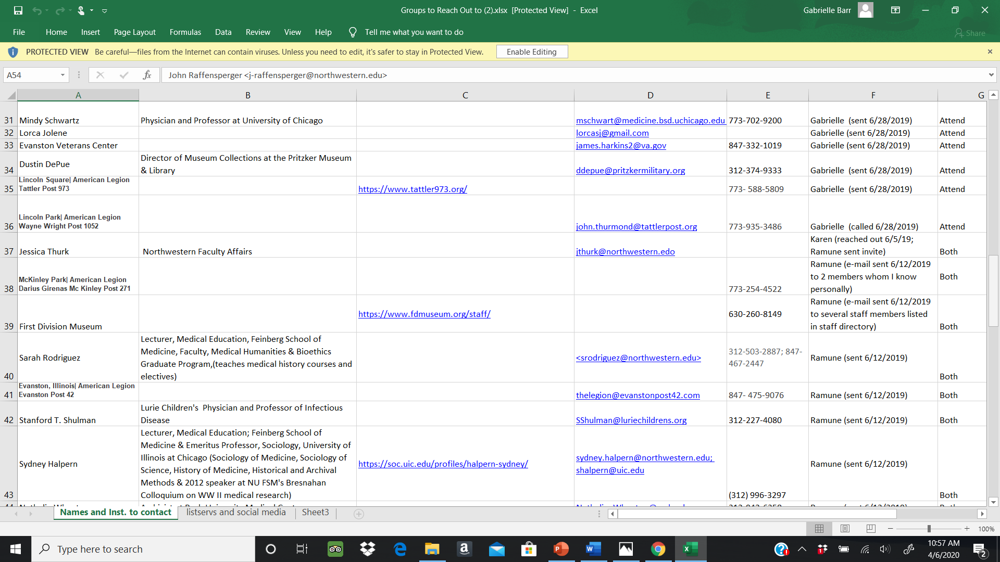 Groups to Reach Out to (2).xlsx [Protected View] - Excel
Gabrielle Barr
File Home Insert Page Layout Formulas Data Review View Help Tell me what you want to do
Share
PROTECTED VIEW Be careful—files from the Internet can contain viruses. Unless you need to edit, it's safer to stay in Protected View. Enable Editing
A54 fx John Raffensperger <j-raffensperger@northwestern.edu>
A B C D E F G
31 Mindy Schwartz Physician and Professor at University of Chicago mschwart@medicine.bsd.uchicago.edu 773-702-9200 Gabrielle (sent 6/28/2019) Attend
32 Lorca Jolene lorcasj@gmail.com Gabrielle (sent 6/28/2019) Attend
33 Evanston Veterans Center james.harkins2@va.gov 847-332-1019 Gabrielle (sent 6/28/2019) Attend
34 Dustin DePue Director of Museum Collections at the Pritzker Museum
& Library ddepue@pritzkermilitary.org 312-374-9333 Gabrielle (sent 6/28/2019) Attend
35 Lincoln Square| American Legion
Tattler Post 973 https://www.tattler973.org/ 773- 588-5809 Gabrielle (sent 6/28/2019) Attend
36 Lincoln Park| American Legion
Wayne Wright Post 1052 john.thurmond@tattlerpost.org 773-935-3486 Gabrielle (called 6/28/2019) Attend
37 Jessica Thurk Northwestern Faculty Affairs jthurk@northwestern.edo Karen (reached out 6/5/19;
Ramune sent invite) Both
38 McKinley Park| American Legion
Darius Girenas Mc Kinley Post 271 773-254-4522 Ramune (e-mail sent 6/12/2019
to 2 members whom I know
personally) Both
39 First Division Museum https://www.fdmuseum.org/staff/ 630-260-8149 Ramune (e-mail sent 6/12/2019
to several staff members listed
in staff directory) Both
40 Sarah Rodriguez Lecturer, Medical Education, Feinberg School of
Medicine, Faculty, Medical Humanities & Bioethics
Graduate Program,(teaches medical history courses and
electives) <srodriguez@northwestern.edu> 312-503-2887; 847-
467-2447 Ramune (sent 6/12/2019) Both
41 Evanston, Illinois| American Legion
Evanston Post 42 thelegion@evanstonpost42.com 847- 475-9076 Ramune (sent 6/12/2019) Both
42 Stanford T. Shulman Lurie Children's Physician and Professor of Infectious
Disease SShulman@luriechildrens.org 312-227-4080 Ramune (sent 6/12/2019) Both
43 Sydney Halpern Lecturer, Medical Education; Feinberg School of
Medicine & Emeritus Professor, Sociology, University of
Illinois at Chicago (Sociology of Medicine, Sociology of
Science, History of Medicine, Historical and Archival
Methods & 2012 speaker at NU FSM's Bresnahan
Colloquium on WW II medical research) https://soc.uic.edu/profiles/halpern-sydney/ sydney.halpern@northwestern.edu;
shalpern@uic.edu (312) 996-3297 Ramune (sent 6/12/2019) Both
Names and Inst. to contact listservs and social media Sheet3
100%
Type here to search
10:57 AM
4/6/2020
2